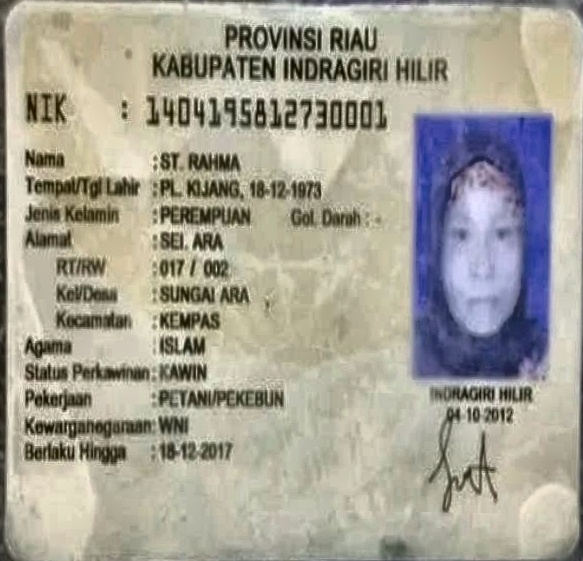 PROVINSI RIAU
KABUPATEN INDRAGIRI HILIR
NIK : 1404195812730001
Nama : ST. RAHMA
Tempat/Tgl Lahir : PL. KIJANG, 18-12-1973
Jenis Kelamin : PEREMPUAN Gol. Darah : -
Alamat : SEI. ARA
RT/RW : 017 / 002
Kel/Desa : SUNGAI ARA
Kecamatan : KEMPAS
Agama : ISLAM
Status Perkawinan : KAWIN
Pekerjaan : PETANI/PEKEBUN
Kewarganegaraan : WNI
Berlaku Hingga : 18-12-2017
INDRAGIRI HILIR
04-10-2012